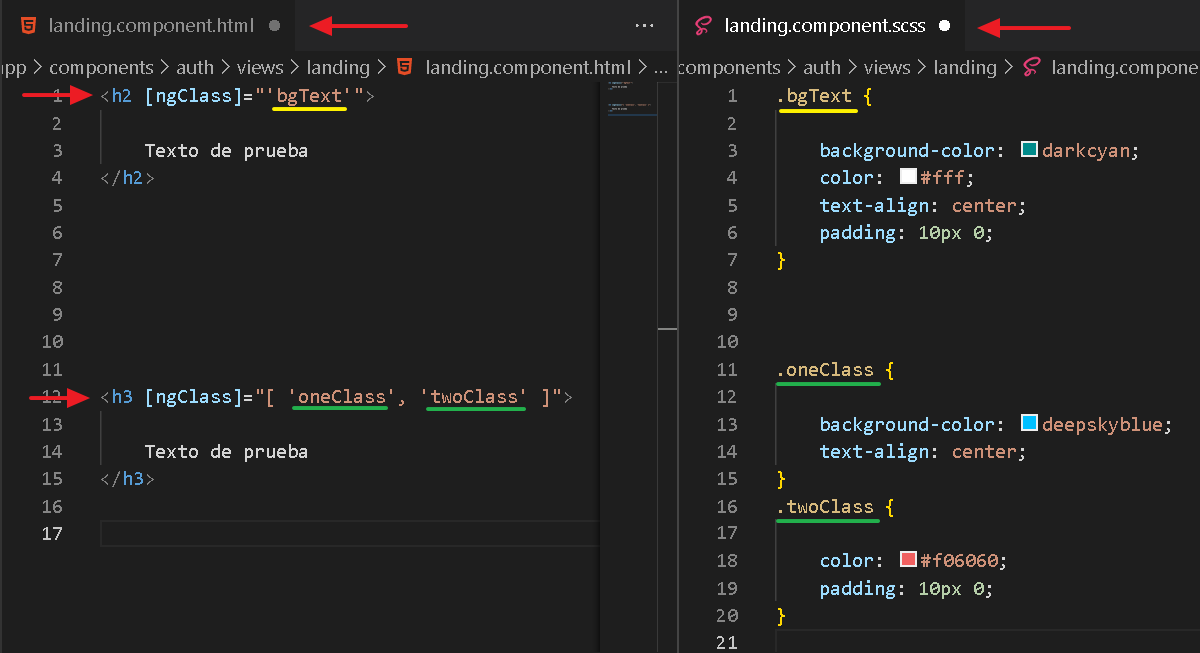 landing.component.html
app > components > auth > views > landing > landing.component.html > ...
1 <h2 [ngClass]="'bgText'">
2
3 Texto de prueba
4 </h2>
5
6
7
8
9
10
11
12 <h3 [ngClass]="[ 'oneClass', 'twoClass' ]">
13
14 Texto de prueba
15 </h3>
16
17
landing.component.scss
components > auth > views > landing > landing.compone
1 .bgText {
2
3 background-color: darkcyan;
4 color: #fff;
5 text-align: center;
6 padding: 10px 0;
7 }
8
9
10
11 .oneClass {
12
13 background-color: deepskyblue;
14 text-align: center;
15 }
16 .twoClass {
17
18 color: #f06060;
19 padding: 10px 0;
20 }
21